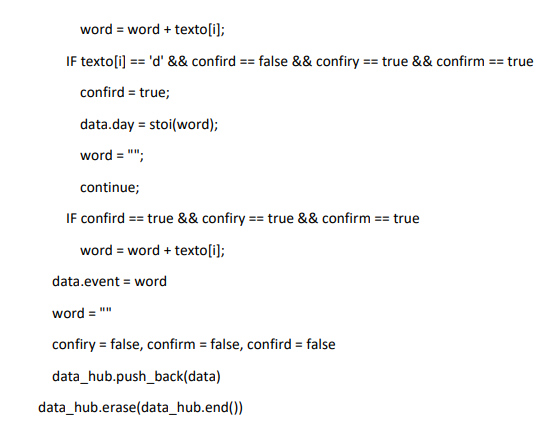 word = word + texto[i];
IF texto[i] == 'd' && confird == false && confiry == true && confirm == true
confird = true;
data.day = stoi(word);
word = "";
continue;
IF confird == true && confiry == true && confirm == true
word = word + texto[i];
data.event = word
word = ""
confiry = false, confirm = false, confird = false
data_hub.push_back(data)
data_hub.erase(data_hub.end())